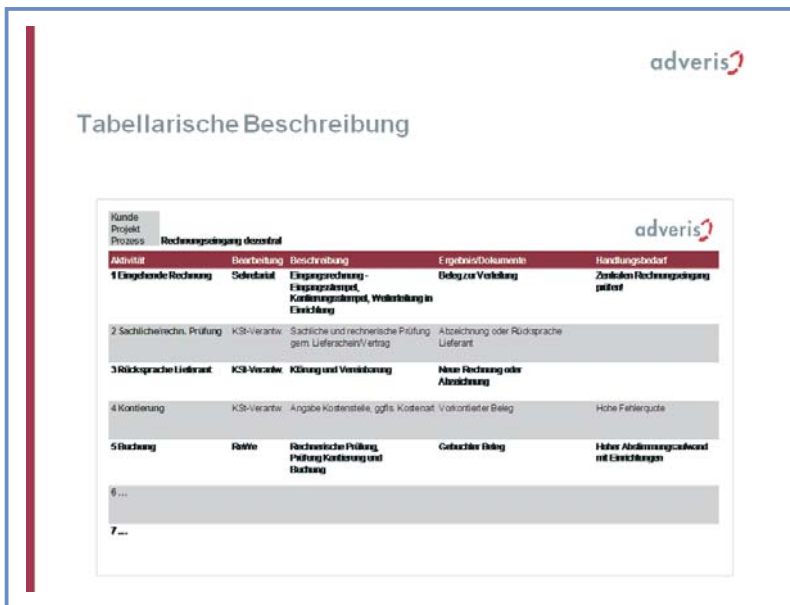 adveris
Tabellarische Beschreibung
Kunde
Projekt
Prozess Rechnungseingang dezentral
adveris
Aktivität Bearbeitung Beschreibung Ergebnis/Dokumente Handlungsbedarf
1 Eingehende Rechnung Sekretariat Eingangsrechnung - Beleg zur Verteilung Zentralen Rechnungseingang
Eingangsstempel, prüfen!
Kontierungsstempel, Weiterleitung in
Einrichtung
2 Sachliche/rechn. Prüfung KSt-Verantw. Sachliche und rechnerische Prüfung Abzeichnung oder Rücksprache
gem. Lieferschein/Vertrag Lieferant
3 Rücksprache Lieferant KSt-Verantw. Klärung und Vereinbarung Neue Rechnung oder
Abzeichnung
4 Kontierung KSt-Verantw. Angabe Kostenstelle, ggfls. Kostenart Vorkontierter Beleg Hohe Fehlerquote
5 Buchung ReWe Rechnerische Prüfung, Gebuchter Beleg Hoher Abstimmungsaufwand
Prüfung Kontierung und mit Einrichtungen
Buchung
6 ...
7 ...